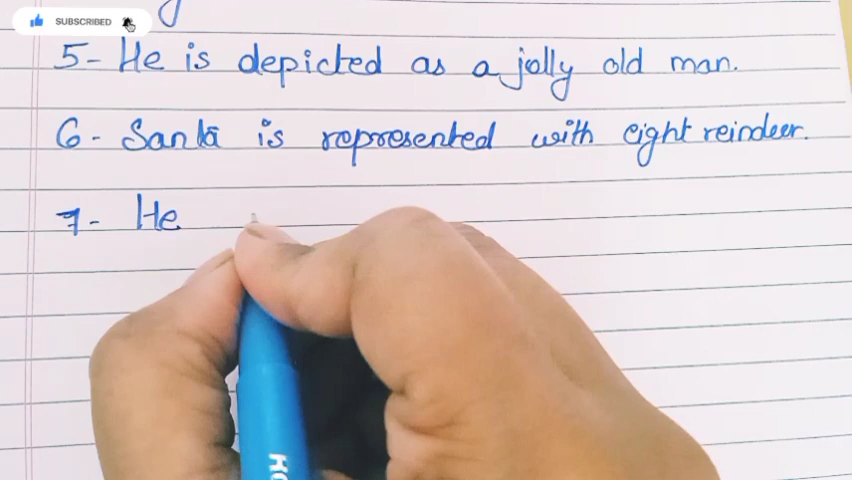 SUBSCRIBED
5- He is depicted as a jolly old man.
6- Santa is represented with eight reindeer.
7- He